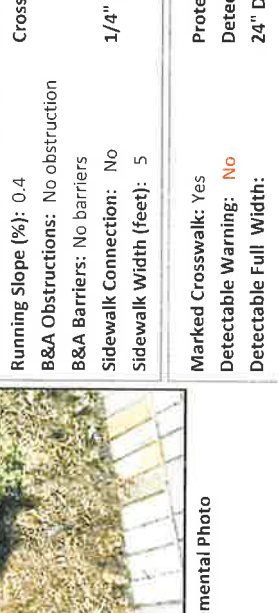 Running Slope (%): 0.4
Cross
B&A Obstructions: No obstruction
B&A Barriers: No barriers
Sidewalk Connection: No
1/4"
Sidewalk Width (feet): 5
Marked Crosswalk: Yes
Prote
Detectable Warning: No
Detec
Detectable Full Width:
24" D
mental Photo